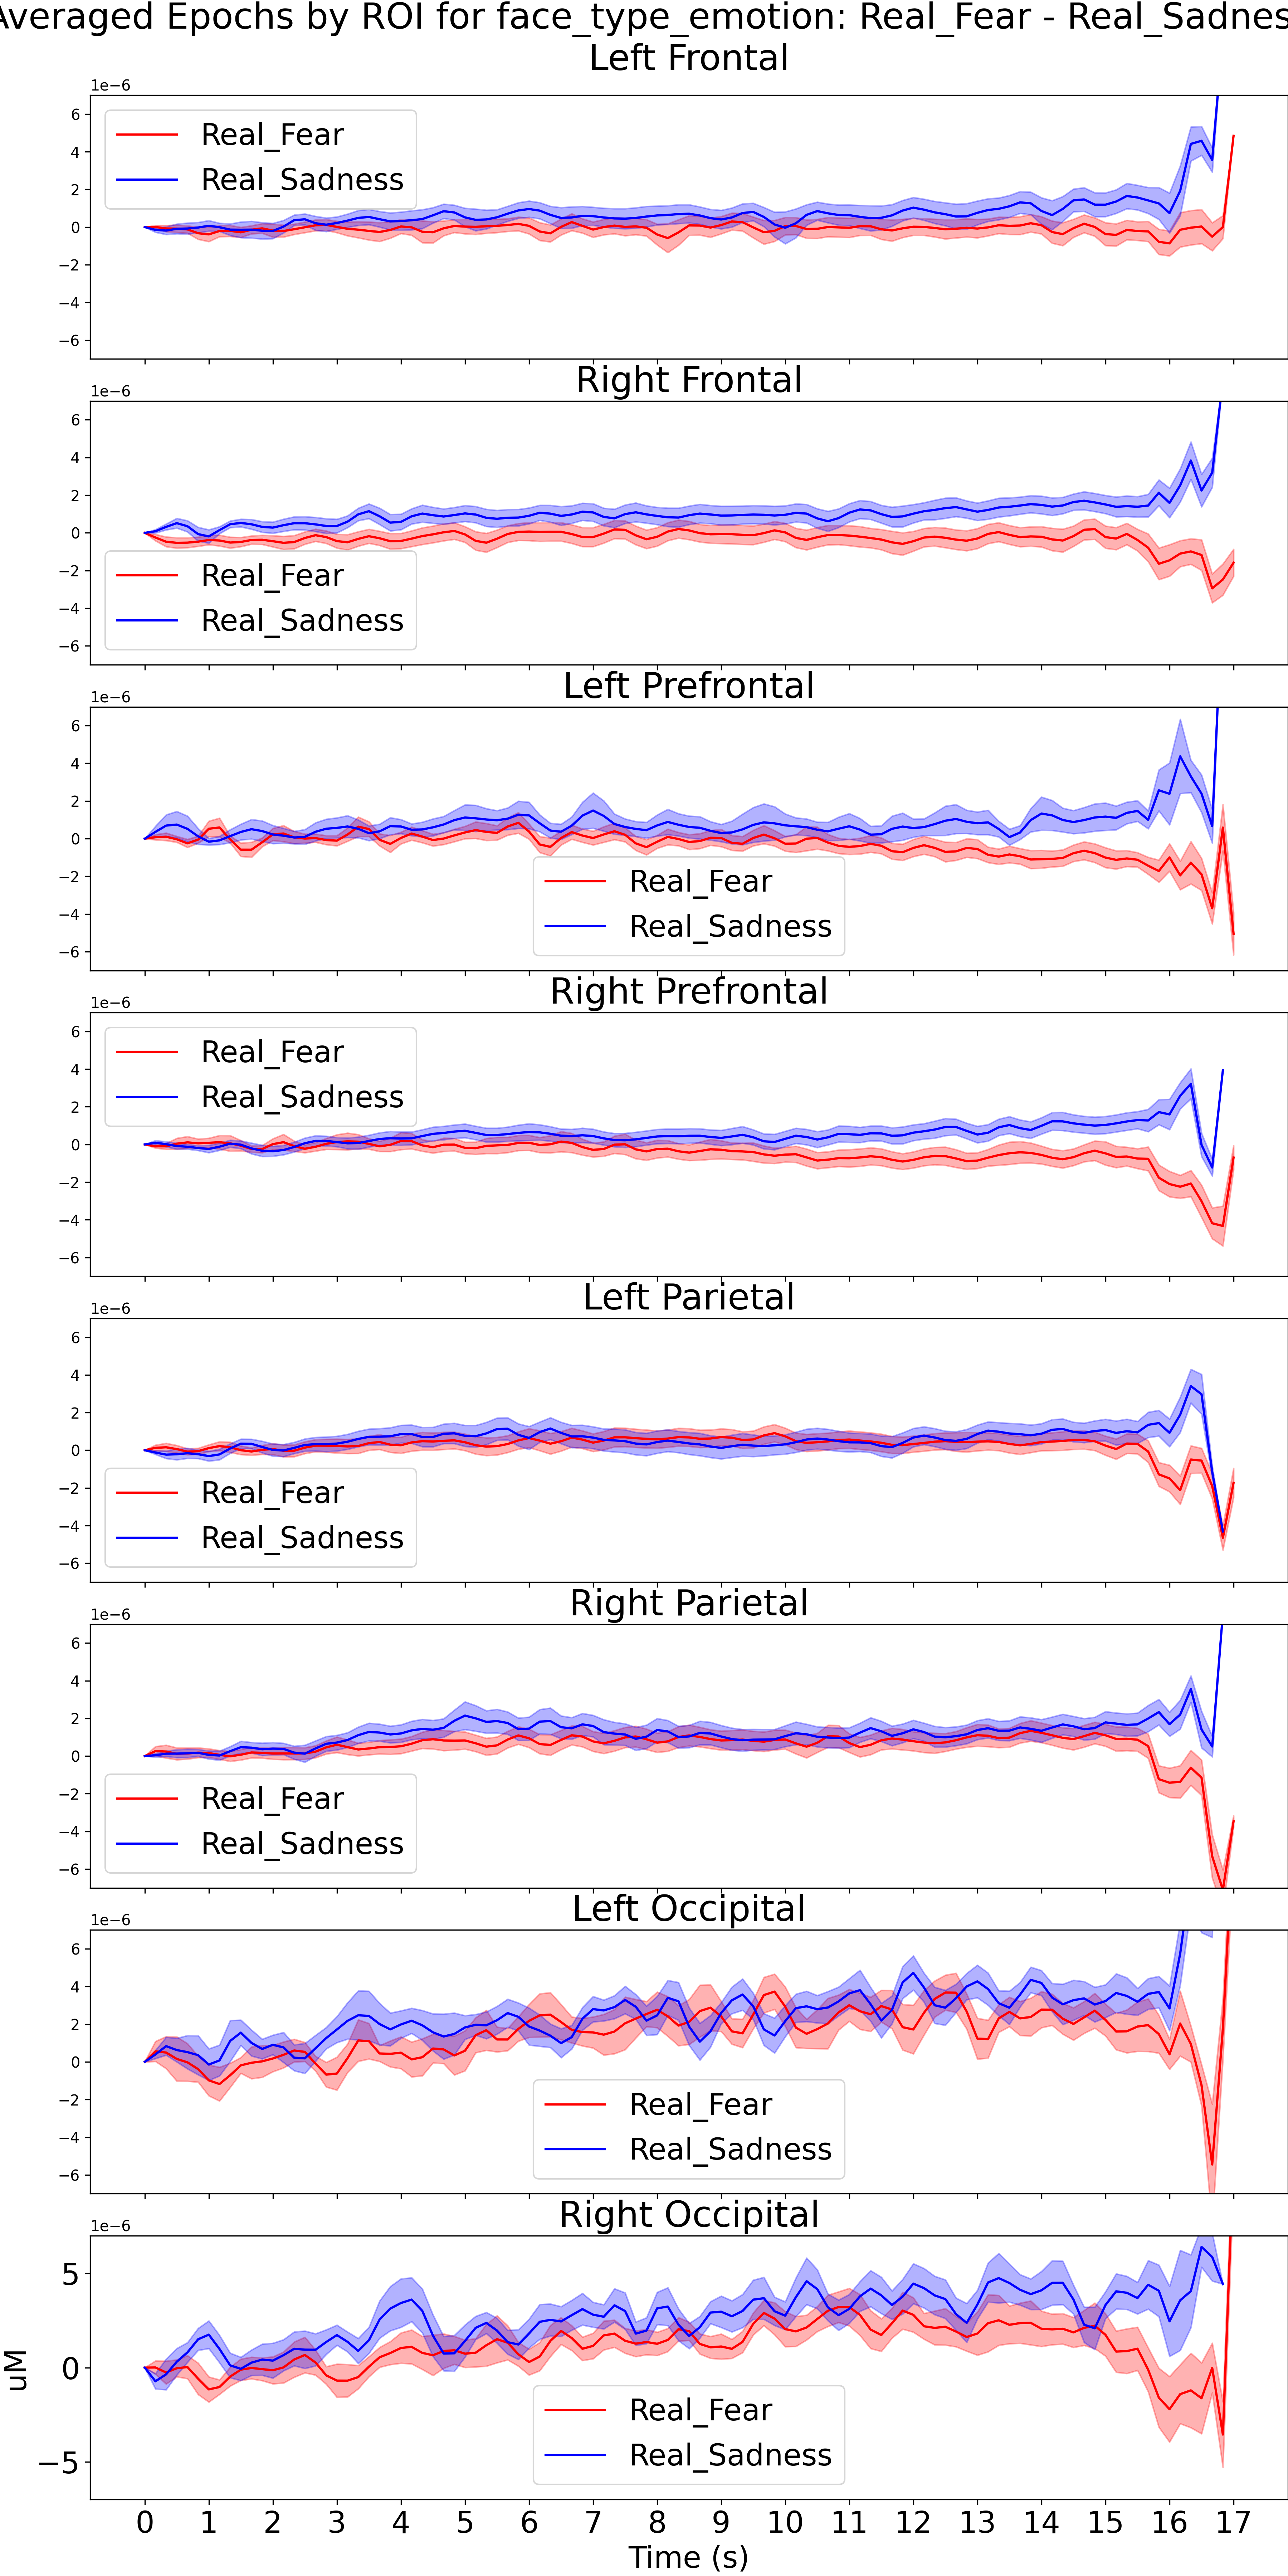 Averaged Epochs by ROI for face_type_emotion: Real_Fear - Real_Sadnes
Left Frontal
1e−6
6
4
2
0
−2
−4
−6
Real_Fear
Real_Sadness
Right Frontal
1e−6
6
4
2
0
−2
−4
−6
Real_Fear
Real_Sadness
Left Prefrontal
1e−6
6
4
2
0
−2
−4
−6
Real_Fear
Real_Sadness
Right Prefrontal
1e−6
6
4
2
0
−2
−4
−6
Real_Fear
Real_Sadness
Left Parietal
1e−6
6
4
2
0
−2
−4
−6
Real_Fear
Real_Sadness
Right Parietal
1e−6
6
4
2
0
−2
−4
−6
Real_Fear
Real_Sadness
Left Occipital
1e−6
6
4
2
0
−2
−4
−6
Real_Fear
Real_Sadness
Right Occipital
1e−6
5
0
−5
uM
Real_Fear
Real_Sadness
0 1 2 3 4 5 6 7 8 9 10 11 12 13 14 15 16 17
Time (s)